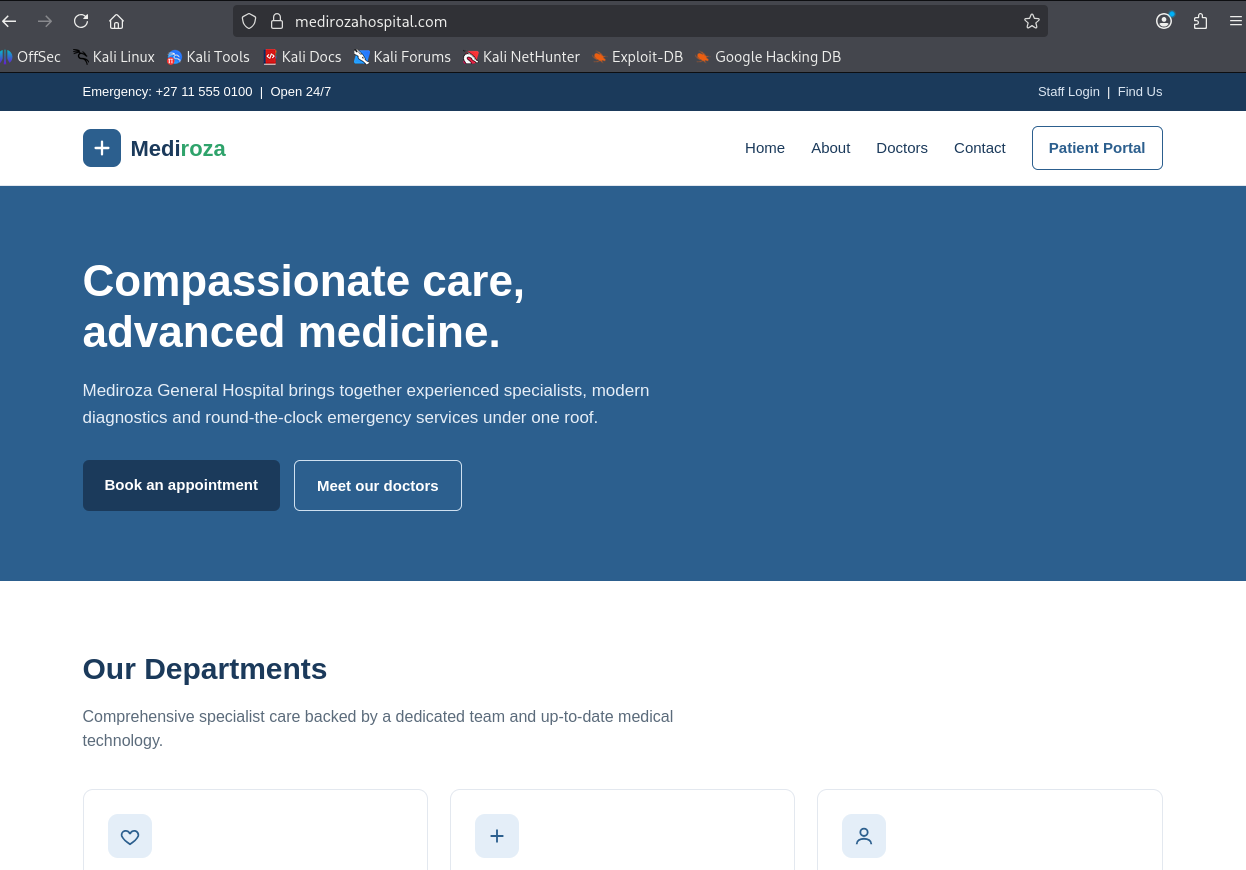 medirozahospital.com
OffSec Kali Linux Kali Tools Kali Docs Kali Forums Kali NetHunter Exploit-DB Google Hacking DB
Emergency: +27 11 555 0100 | Open 24/7 Staff Login | Find Us
Mediroza Home About Doctors Contact Patient Portal
Compassionate care,
advanced medicine.
Mediroza General Hospital brings together experienced specialists, modern
diagnostics and round-the-clock emergency services under one roof.
Book an appointment Meet our doctors
Our Departments
Comprehensive specialist care backed by a dedicated team and up-to-date medical
technology.